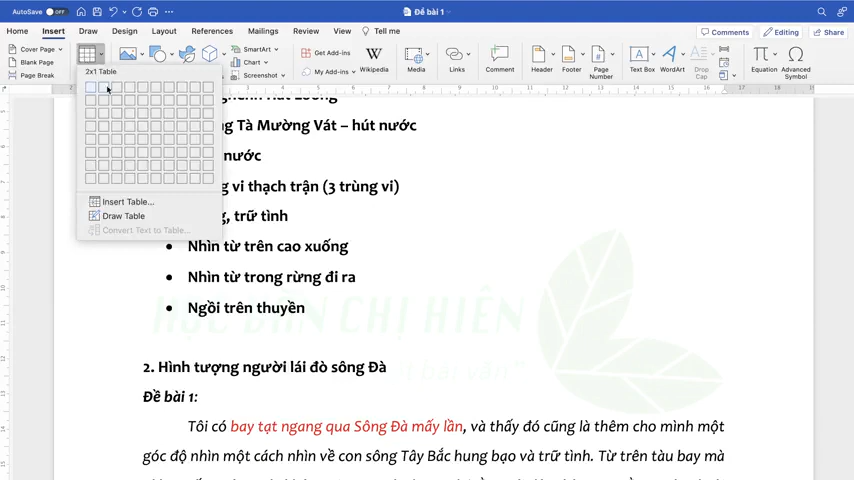 AutoSave OFF
Đề bài 1
Home Insert Draw Design Layout References Mailings Review View Tell me
Comments Editing Share
Cover Page
Blank Page
Page Break
SmartArt
Chart
Screenshot
Get Add-ins
My Add-ins
Wikipedia
Media
Links
Comment
Header
Footer
Page Number
Text Box
WordArt
Drop Cap
Equation
Advanced Symbol
2x1 Table
Insert Table...
Draw Table
Convert Text to Table...
g Tà Mường Vát – hút nước
nước
g vi thạch trận (3 trùng vi)
g, trữ tình
• Nhìn từ trên cao xuống
• Nhìn từ trong rừng đi ra
• Ngồi trên thuyền
HỌC VĂN CHỊ HIÊN
2. Hình tượng người lái đò sông Đà
Đề bài 1:
Tôi có bay tạt ngang qua Sông Đà mấy lần, và thấy đó cũng là thêm cho mình một
góc độ nhìn một cách nhìn về con sông Tây Bắc hung bạo và trữ tình. Từ trên tàu bay mà